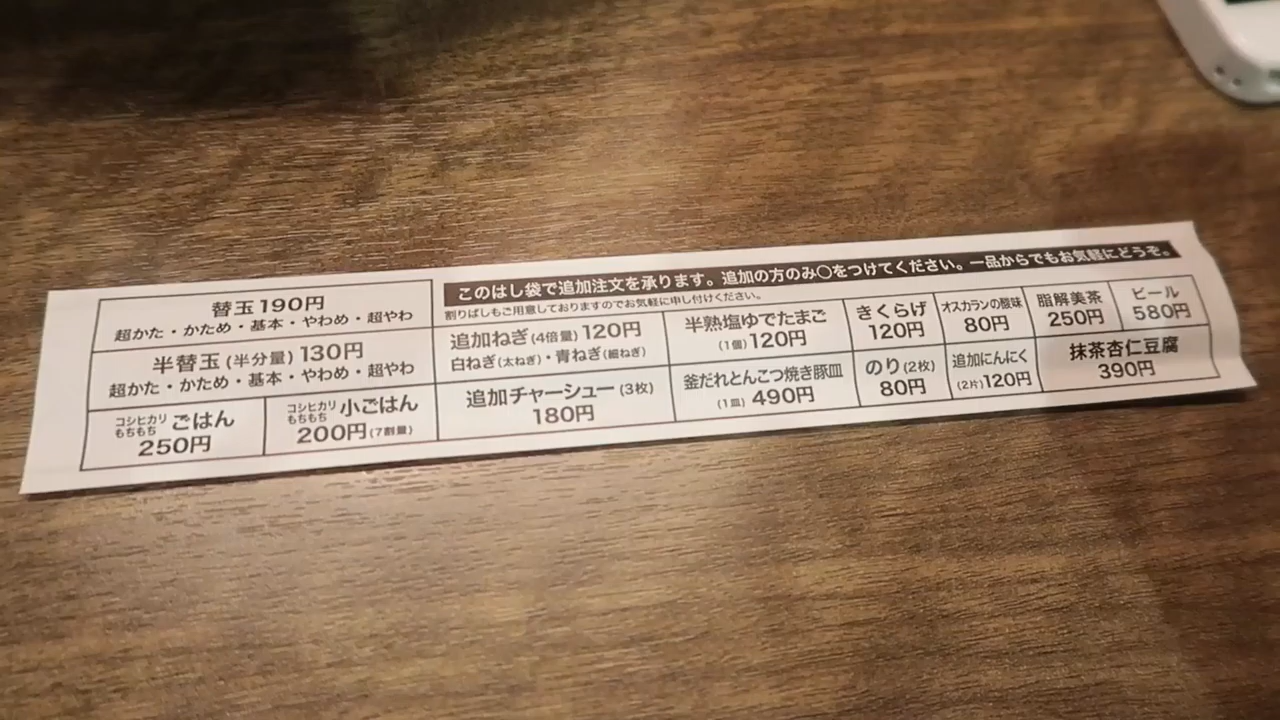 替玉190円
超かた・かため・基本・やわめ・超やわ
半替玉(半分量)130円
超かた・かため・基本・やわめ・超やわ
コシヒカリ
もちもち
ごはん
250円
コシヒカリ
もちもち
小ごはん
200円(7割量)
このはし袋で追加注文を承ります。追加の方のみ○をつけてください。一品からでもお気軽にどうぞ。
割りばしもご用意しておりますのでお気軽に申し付けください。
追加ねぎ(4倍量)120円
白ねぎ(太ねぎ)・青ねぎ(細ねぎ)
追加チャーシュー(3枚)
180円
半熟塩ゆでたまご
(1個)120円
釜だれとんこつ焼き豚皿
(1皿)490円
きくらげ
120円
のり(2枚)
80円
オスカランの酸味
80円
追加にんにく
(2片)120円
脂解美茶
250円
ビール
580円
抹茶杏仁豆腐
390円